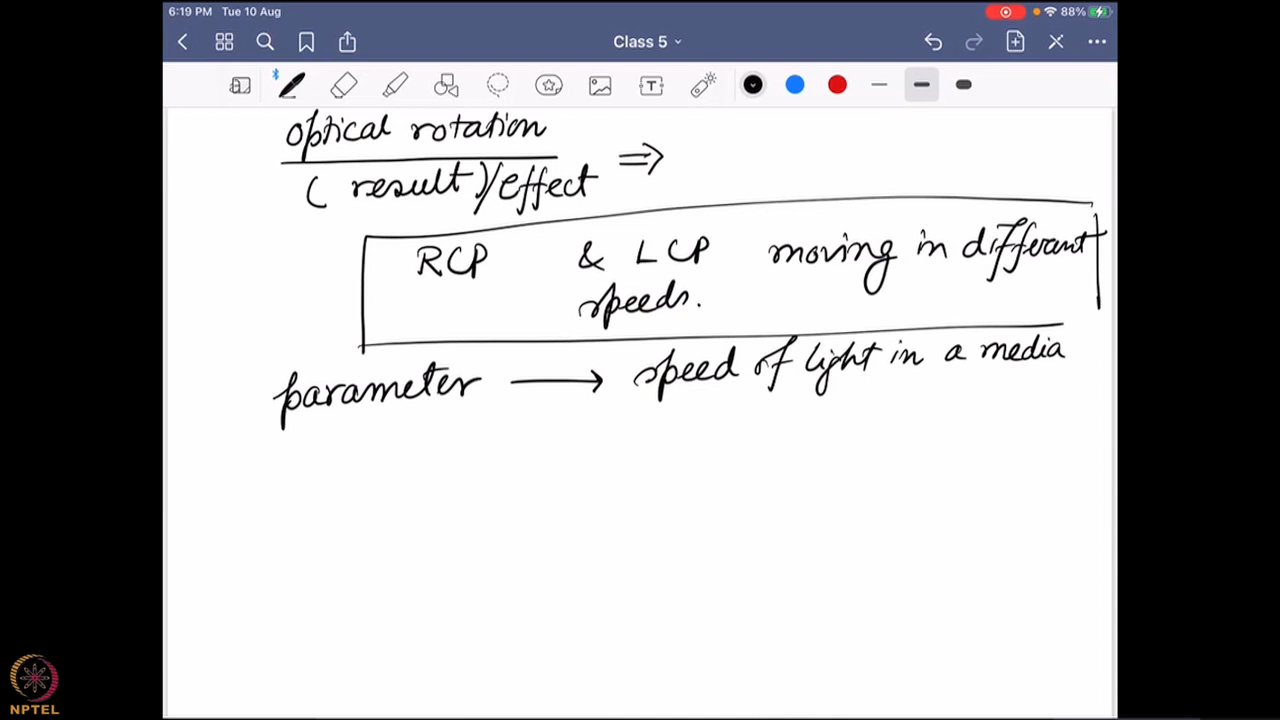 6:19 PM Tue 10 Aug
88%
Class 5
T
optical rotation
(result)/effect ⇒
RCP & LCP moving in differant
speeds.
parameter → speed of light in a media
NPTEL